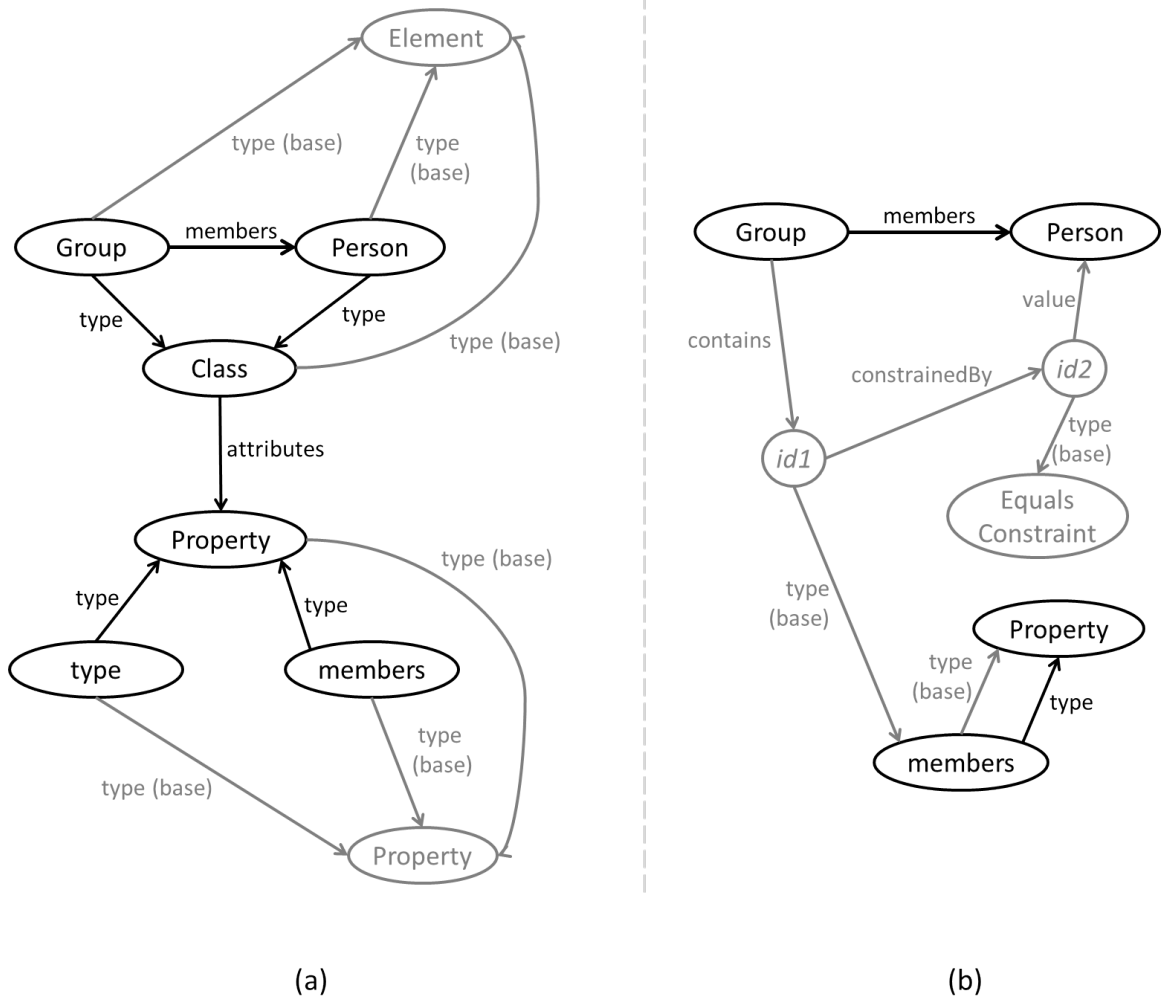 Element
type (base)
type
(base)
Group
members
Person
type
type
type (base)
Class
attributes
Property
type (base)
type
type
type
members
type
(base)
type (base)
Property
(a)
Group
members
Person
value
contains
constrainedBy
id2
type
(base)
id1
Equals
Constraint
type
(base)
Property
type
(base)
type
members
(b)